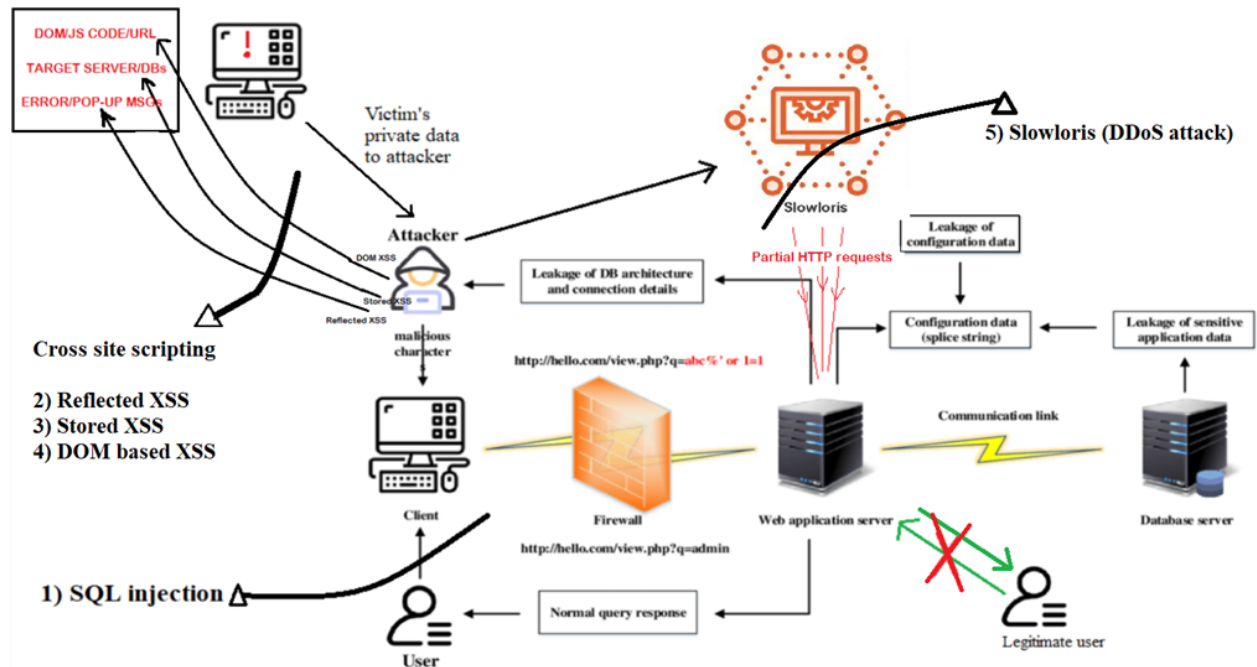 DOM/JS CODE/URL
TARGET SERVER/DBs
ERROR/POP-UP MSGs
!
Victim's
private data
to attacker
5) Slowloris (DDoS attack)
Slowloris
Attacker
DOM XSS
Stored XSS
Reflected XSS
malicious
character
s
Leakage of DB architecture
and connection details
Partial HTTP requests
Leakage of
configuration data
Configuration data
(splice string)
Leakage of sensitive
application data
Cross site scripting
2) Reflected XSS
3) Stored XSS
4) DOM based XSS
http://hello.com/view.php?q=abc%' or 1=1
Communication link
Client
Firewall
Web application server
Database server
http://hello.com/view.php?q=admin
1) SQL injection
Normal query response
User
Legitimate user